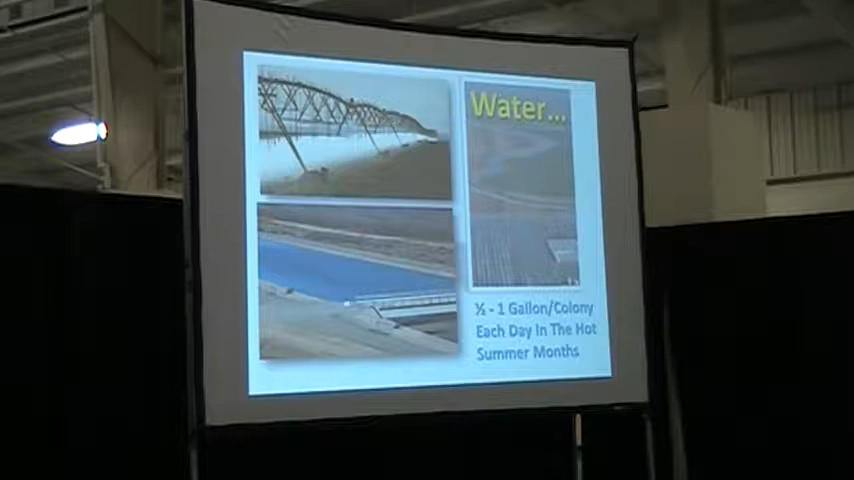 Water...
½ - 1 Gallon/Colony
Each Day In The Hot
Summer Months